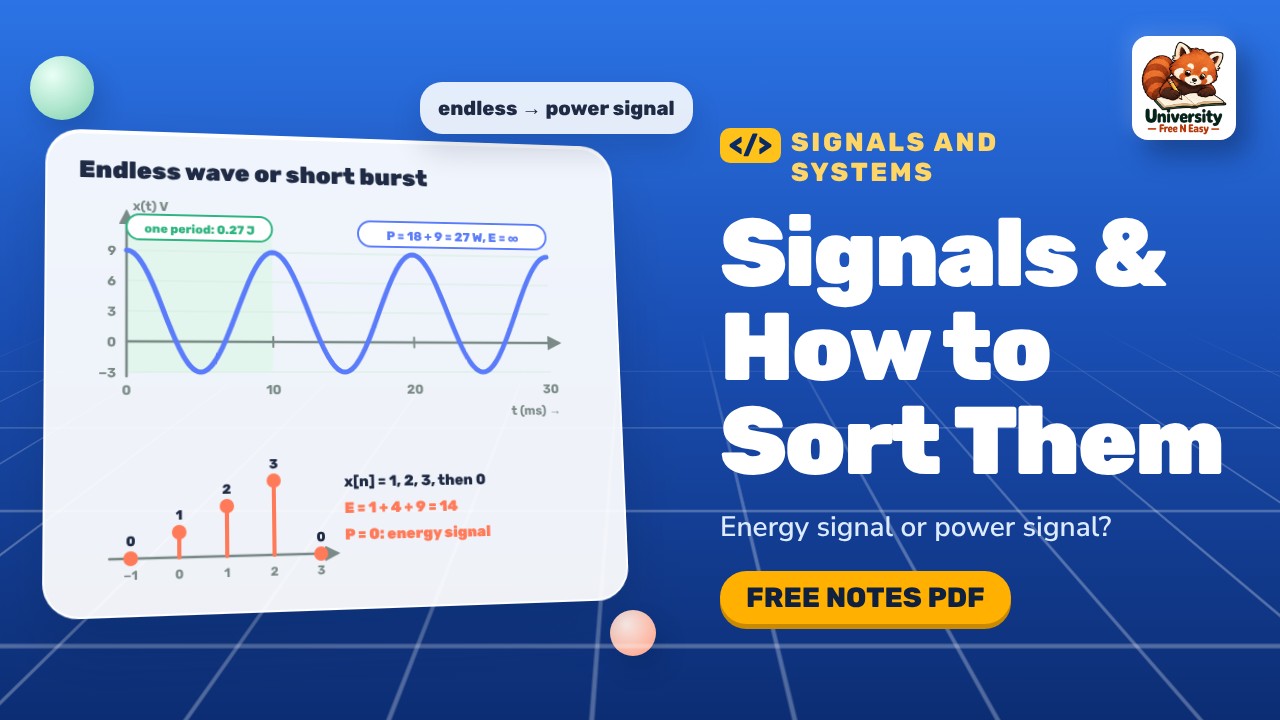 endless → power signal
University
Free N Easy
</>
SIGNALS AND
SYSTEMS
Signals &
How to
Sort Them
Energy signal or power signal?
FREE NOTES PDF
Endless wave or short burst
x(t) V
one period: 0.27 J
P = 18 + 9 = 27 W, E = ∞
9
6
3
0
−3
0 10 20 30
t (ms) →
0 1 2 3 0
x[n] = 1, 2, 3, then 0
E = 1 + 4 + 9 = 14
P = 0: energy signal
−1 0 1 2 3